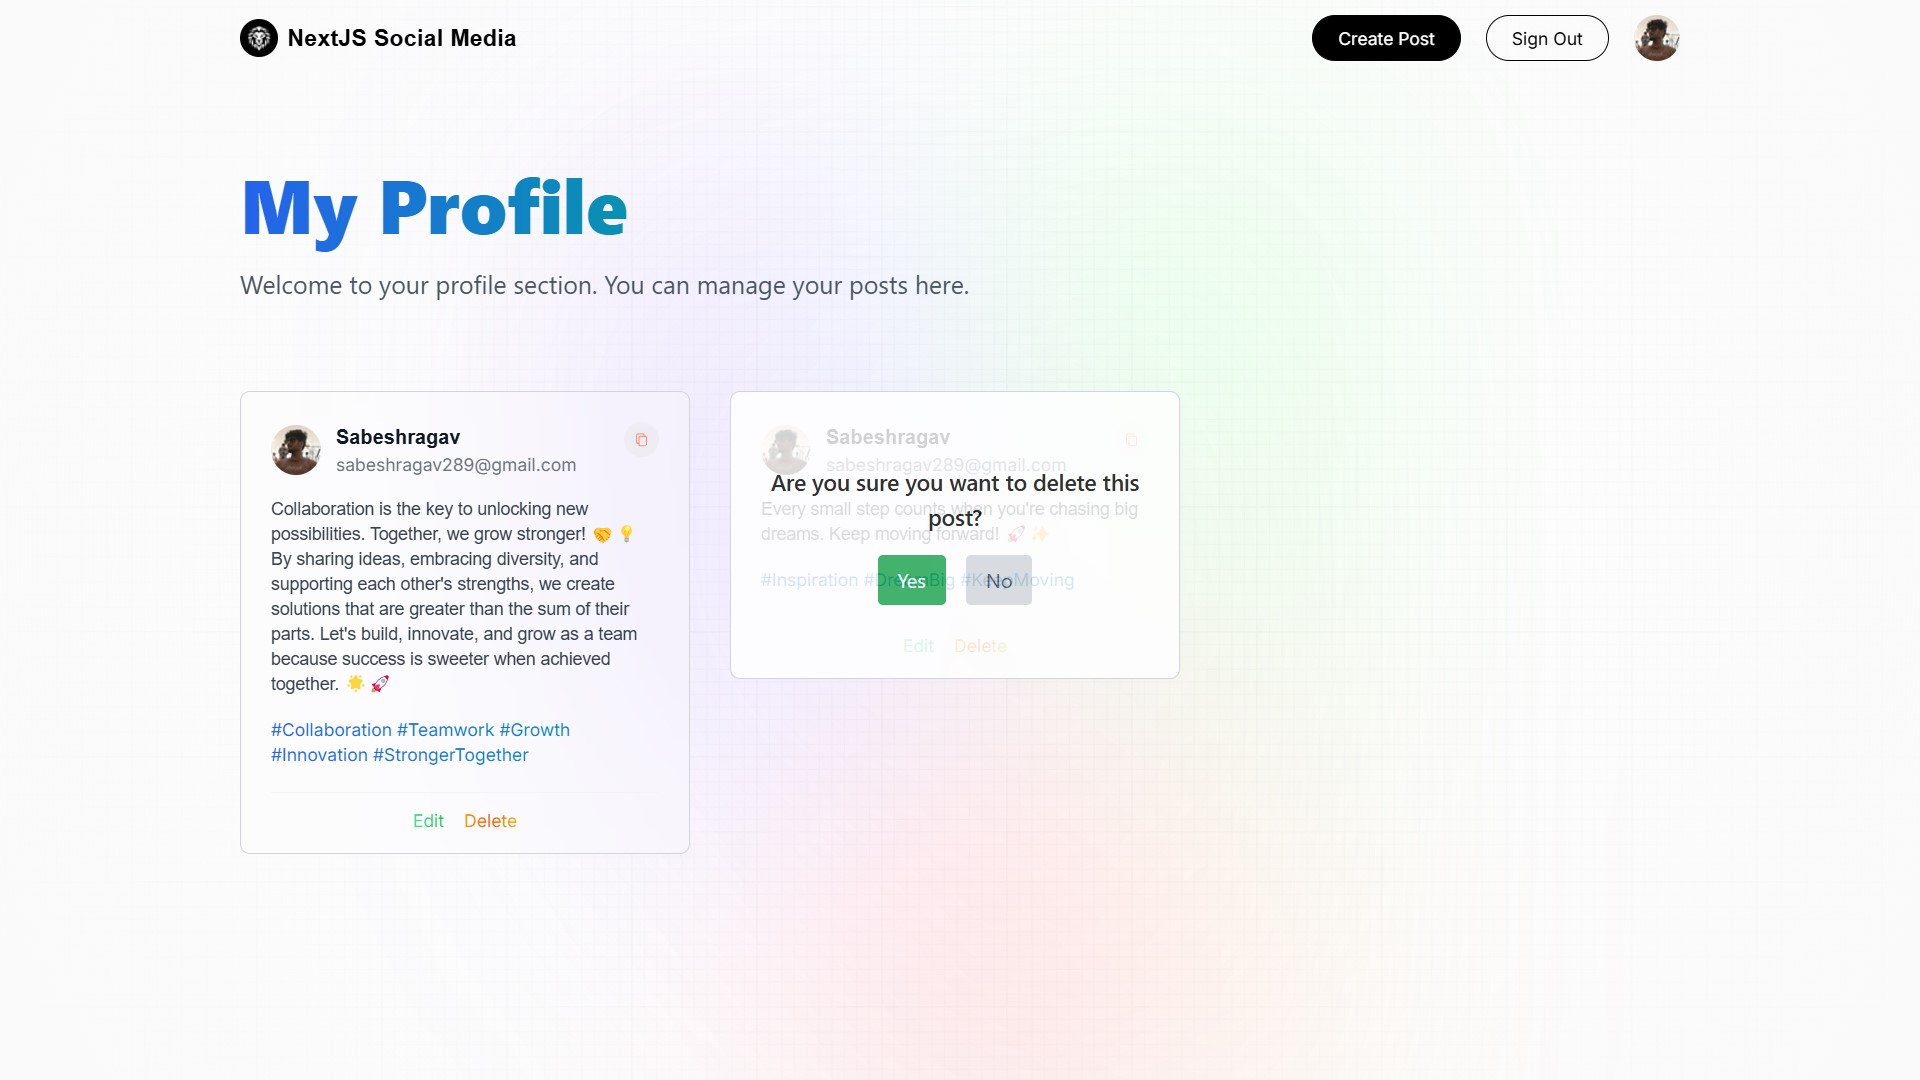 NextJS Social Media
Create Post
Sign Out
My Profile
Welcome to your profile section. You can manage your posts here.
Sabeshragav
sabeshragav289@gmail.com
Collaboration is the key to unlocking new
possibilities. Together, we grow stronger! 🤝 💡
By sharing ideas, embracing diversity, and
supporting each other's strengths, we create
solutions that are greater than the sum of their
parts. Let's build, innovate, and grow as a team
because success is sweeter when achieved
together. 🌟 🚀
#Collaboration #Teamwork #Growth
#Innovation #StrongerTogether
Edit Delete
Sabeshragav
sabeshragav289@gmail.com
Are you sure you want to delete this
post?
Every small step counts when you're chasing big
dreams. Keep moving forward! 🚀 ✨
#Inspiration #DreamBig #KeepMoving
Yes No
Edit Delete